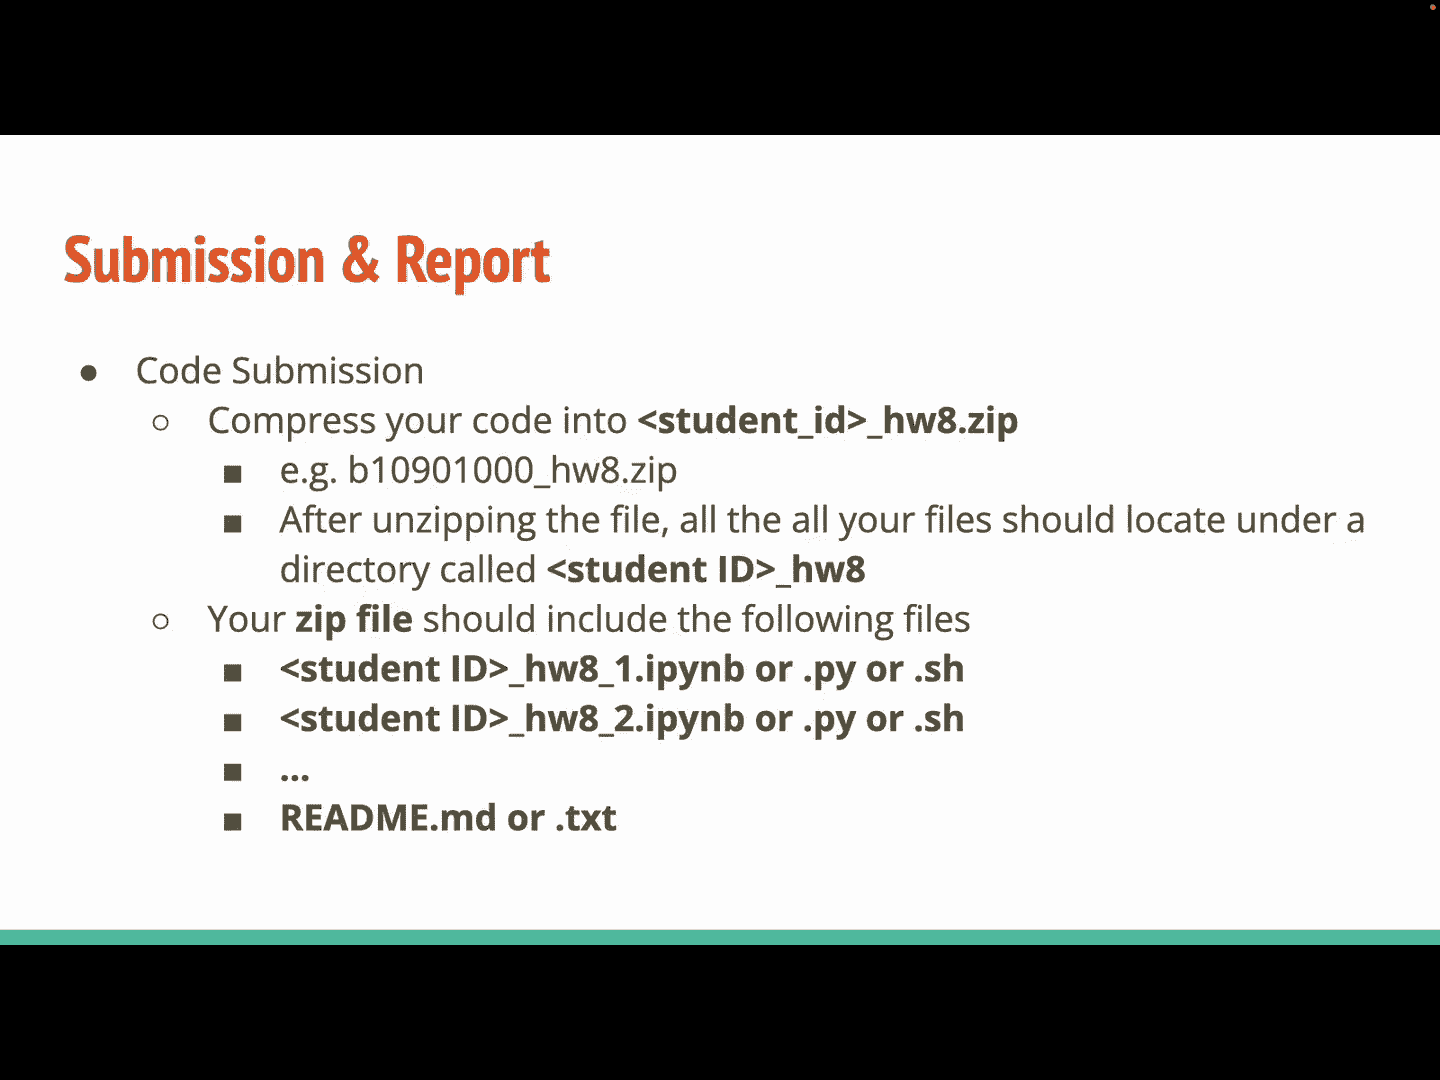 Submission & Report
● Code Submission
○ Compress your code into <student_id>_hw8.zip
■ e.g. b10901000_hw8.zip
■ After unzipping the file, all the all your files should locate under a
directory called <student ID>_hw8
○ Your zip file should include the following files
■ <student ID>_hw8_1.ipynb or .py or .sh
■ <student ID>_hw8_2.ipynb or .py or .sh
■ ...
■ README.md or .txt